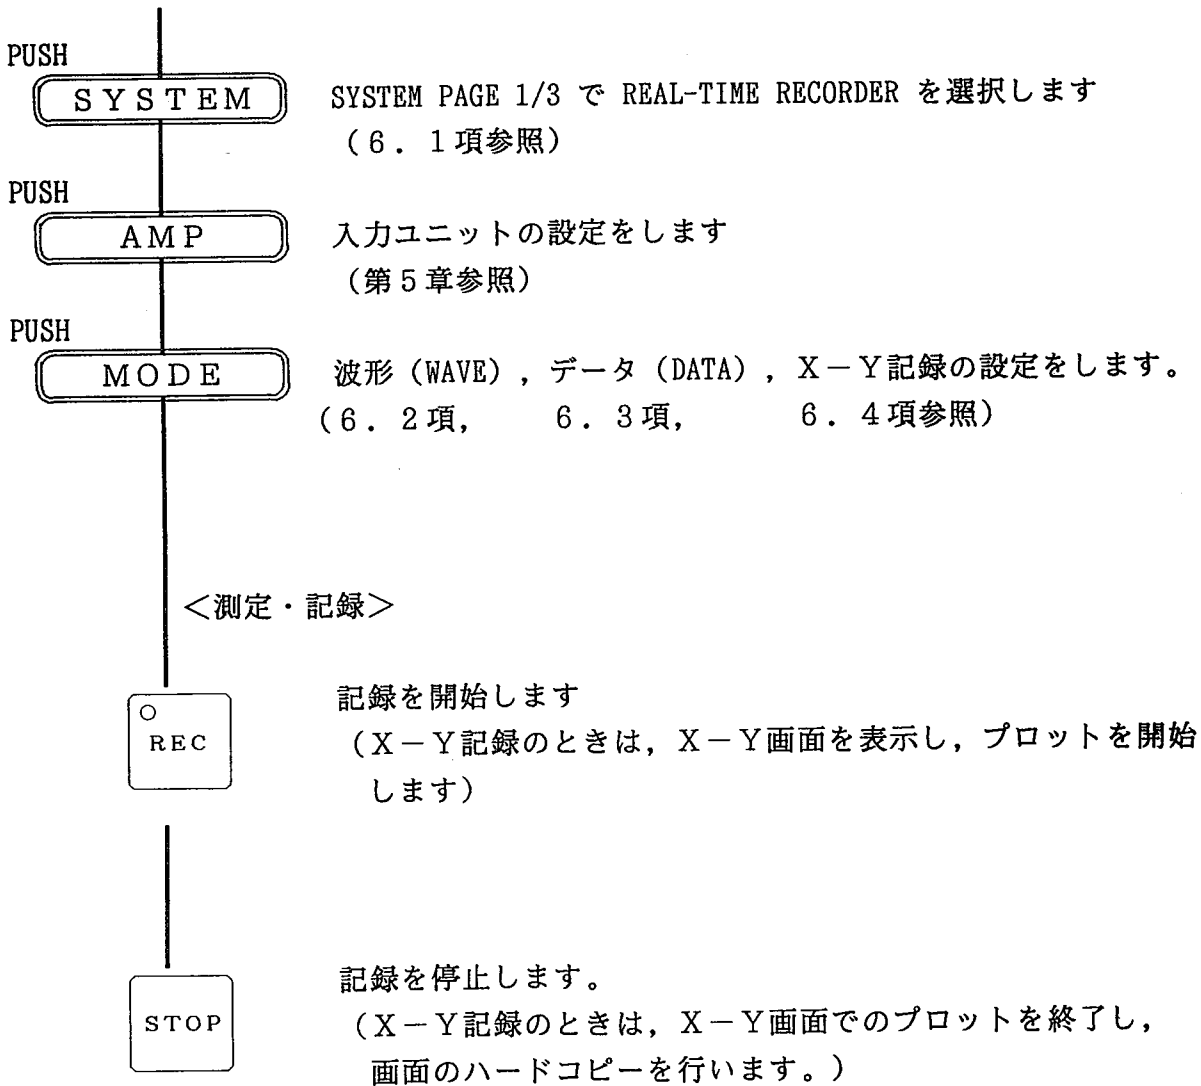 PUSH
SYSTEM
SYSTEM PAGE 1/3 で REAL-TIME RECORDER を選択します
（6．1項参照）
PUSH
AMP
入力ユニットの設定をします
（第5章参照）
PUSH
MODE
波形（WAVE），データ（DATA），X－Y記録の設定をします。
（6．2項，　　6．3項，　　　6．4項参照）
＜測定・記録＞
REC
記録を開始します
（X－Y記録のときは，X－Y画面を表示し，プロットを開始
します）
STOP
記録を停止します。
（X－Y記録のときは，X－Y画面でのプロットを終了し，
画面のハードコピーを行います。）